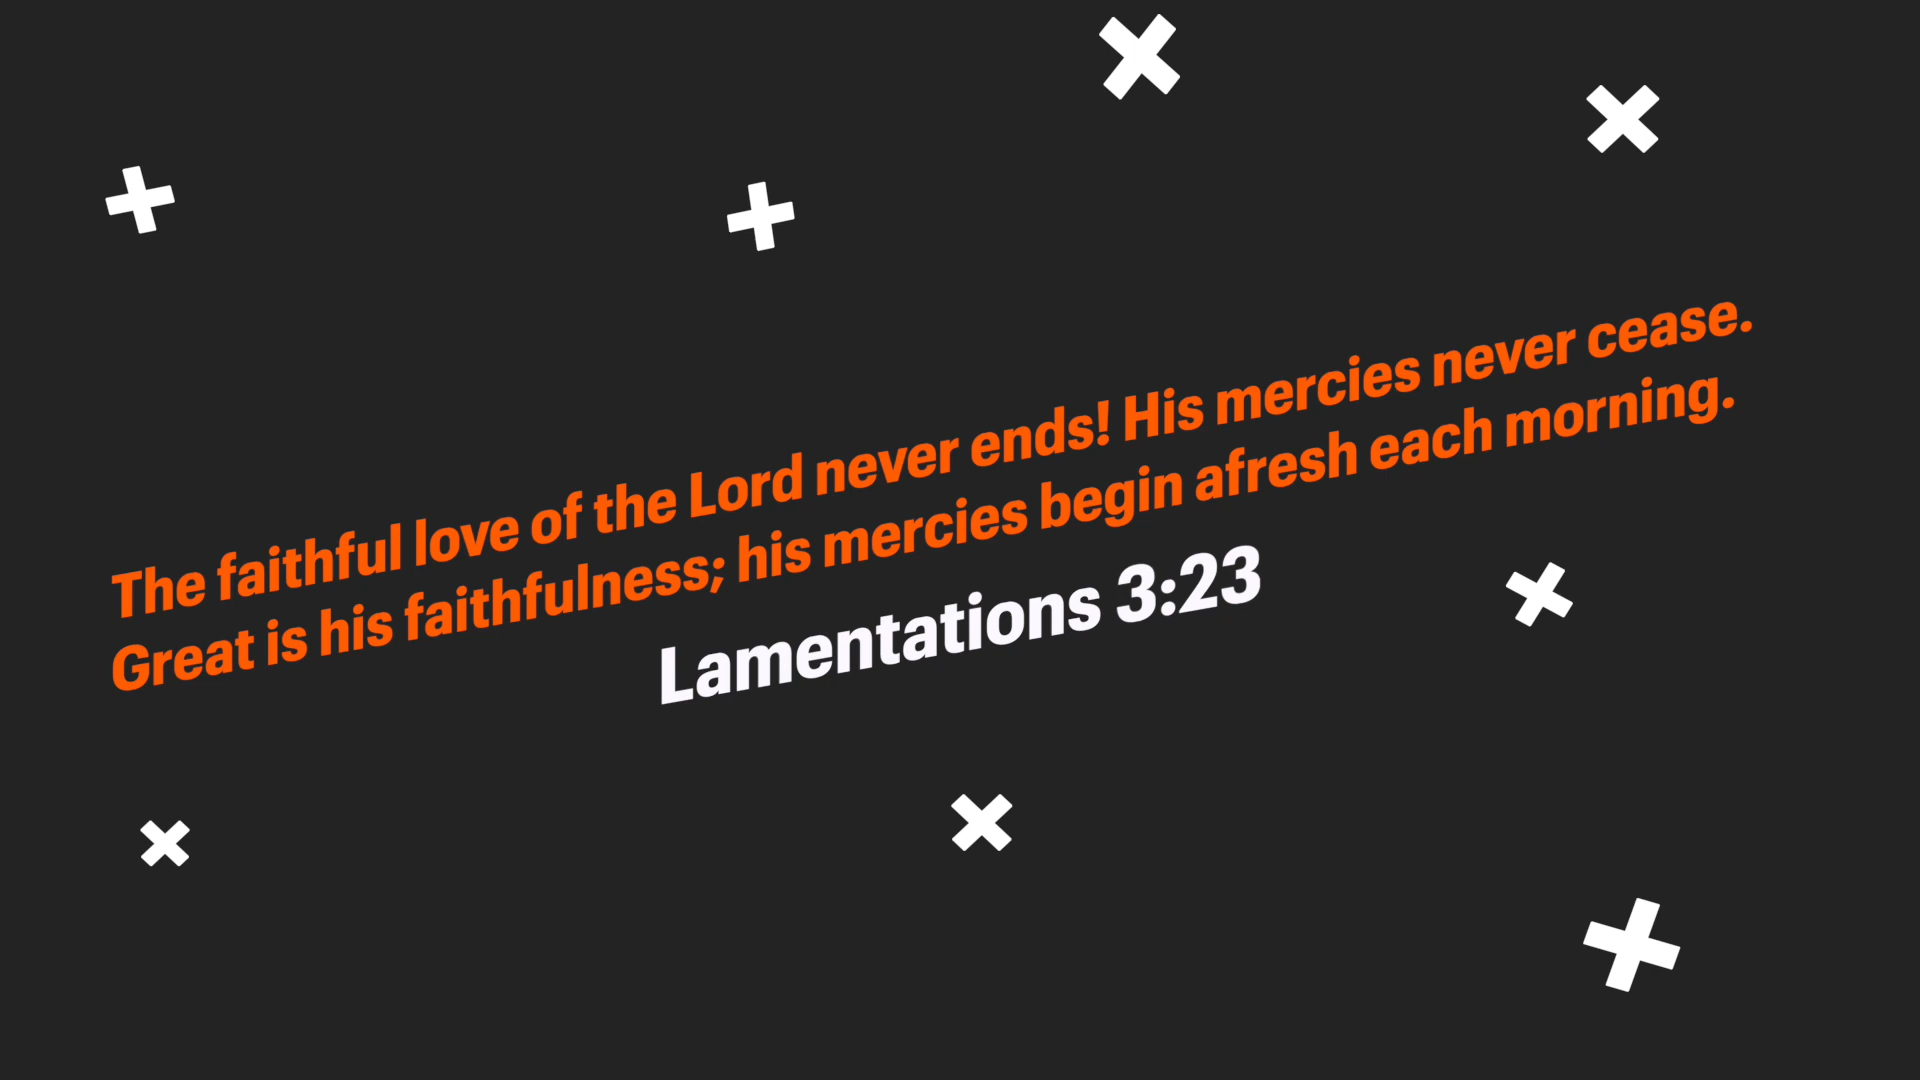 The faithful love of the Lord never ends! His mercies never cease.
Great is his faithfulness; his mercies begin afresh each morning.
Lamentations 3:23